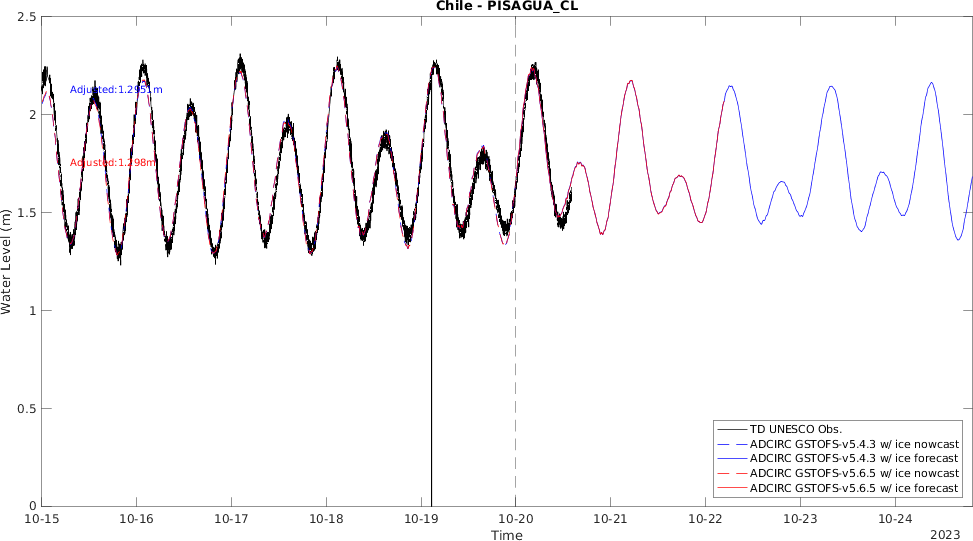 Chile - PISAGUA_CL
2.5
2
1.5
1
0.5
0
Water Level (m)
Adjusted:1.2951m
Adjusted:1.298m
TD UNESCO Obs.
ADCIRC GSTOFS-v5.4.3 w/ ice nowcast
ADCIRC GSTOFS-v5.4.3 w/ ice forecast
ADCIRC GSTOFS-v5.6.5 w/ ice nowcast
ADCIRC GSTOFS-v5.6.5 w/ ice forecast
10-15 10-16 10-17 10-18 10-19 10-20 10-21 10-22 10-23 10-24
Time
2023